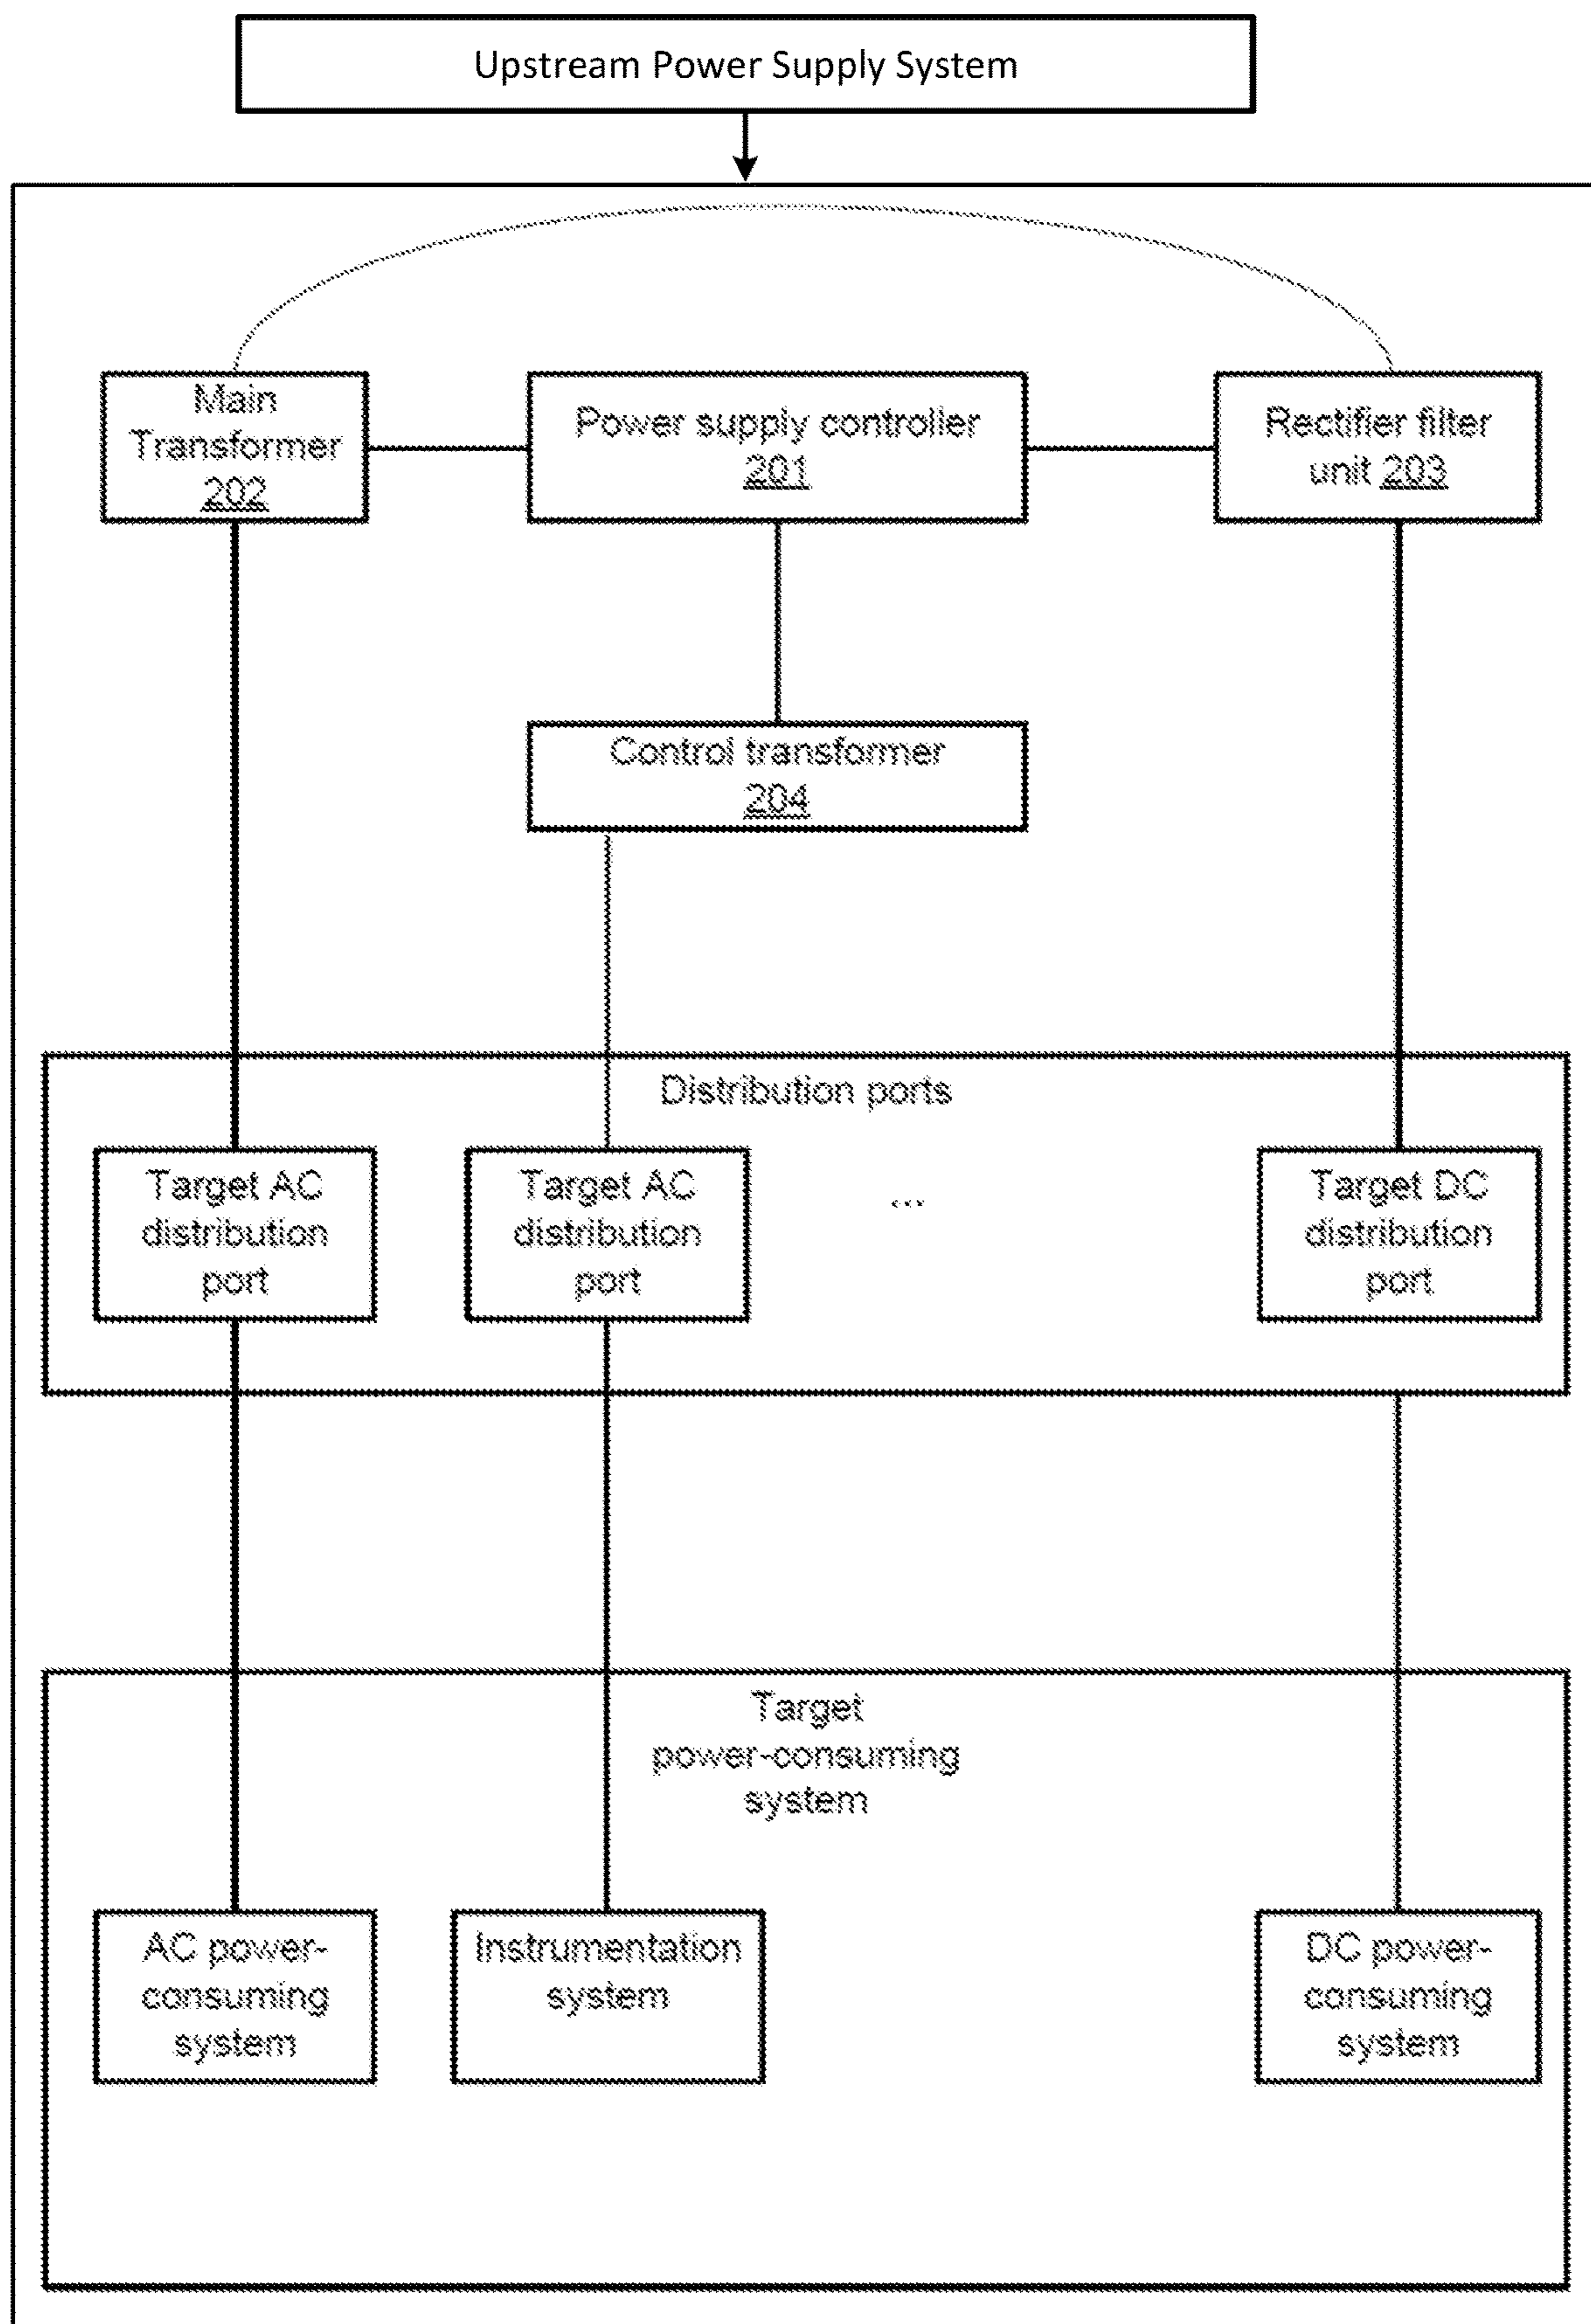 Upstream Power Supply System
Main
Transformer
202
Power supply controller
201
Rectifier filter
unit 203
Control transformer
204
Distribution ports
Target AC
distribution
port
Target AC
distribution
port
...
Target DC
distribution
port
Target
power-consuming
system
AC power-
consuming
system
Instrumentation
system
DC power-
consuming
system